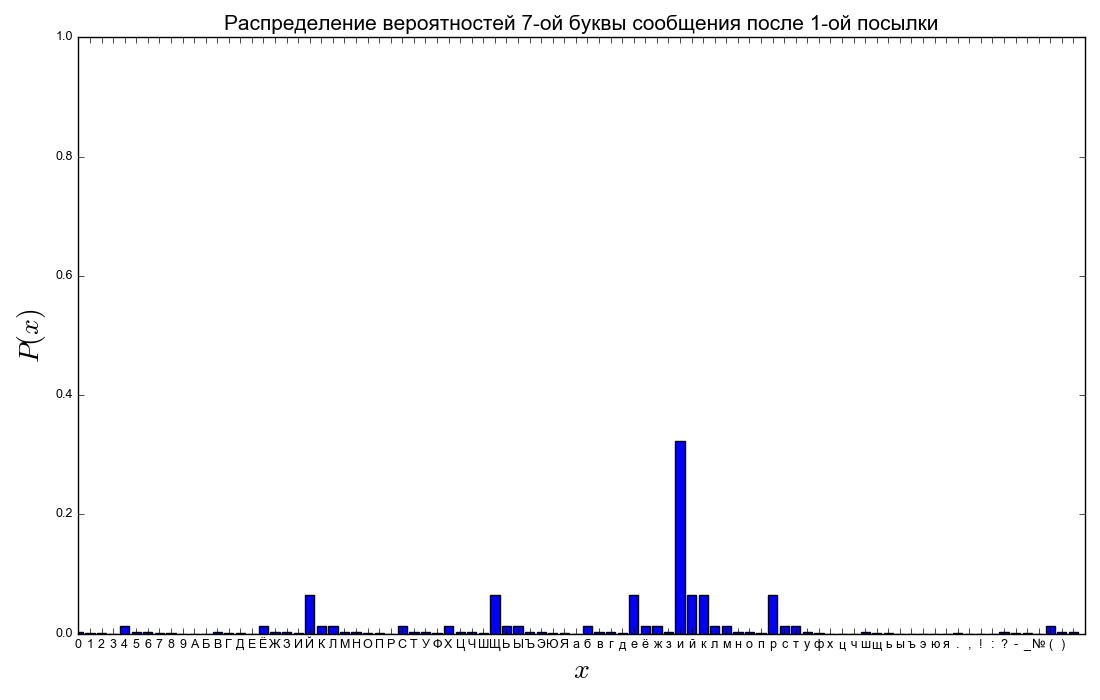 Распределение вероятностей 7-ой буквы сообщения после 1-ой посылки
1.0
0.8
0.6
0.4
0.2
0.0
P(x)
0 1 2 3 4 5 6 7 8 9 А Б В Г Д Е Ё Ж З И Й К Л М Н О П Р С Т У Ф Х Ц Ч Ш Щ Ь Ы Ъ Э Ю Я а б в г д е ё ж з и й к л м н о п р с т у ф х ц ч ш щ ь ы ъ э ю я . , ! : ? - _ № ( )
x